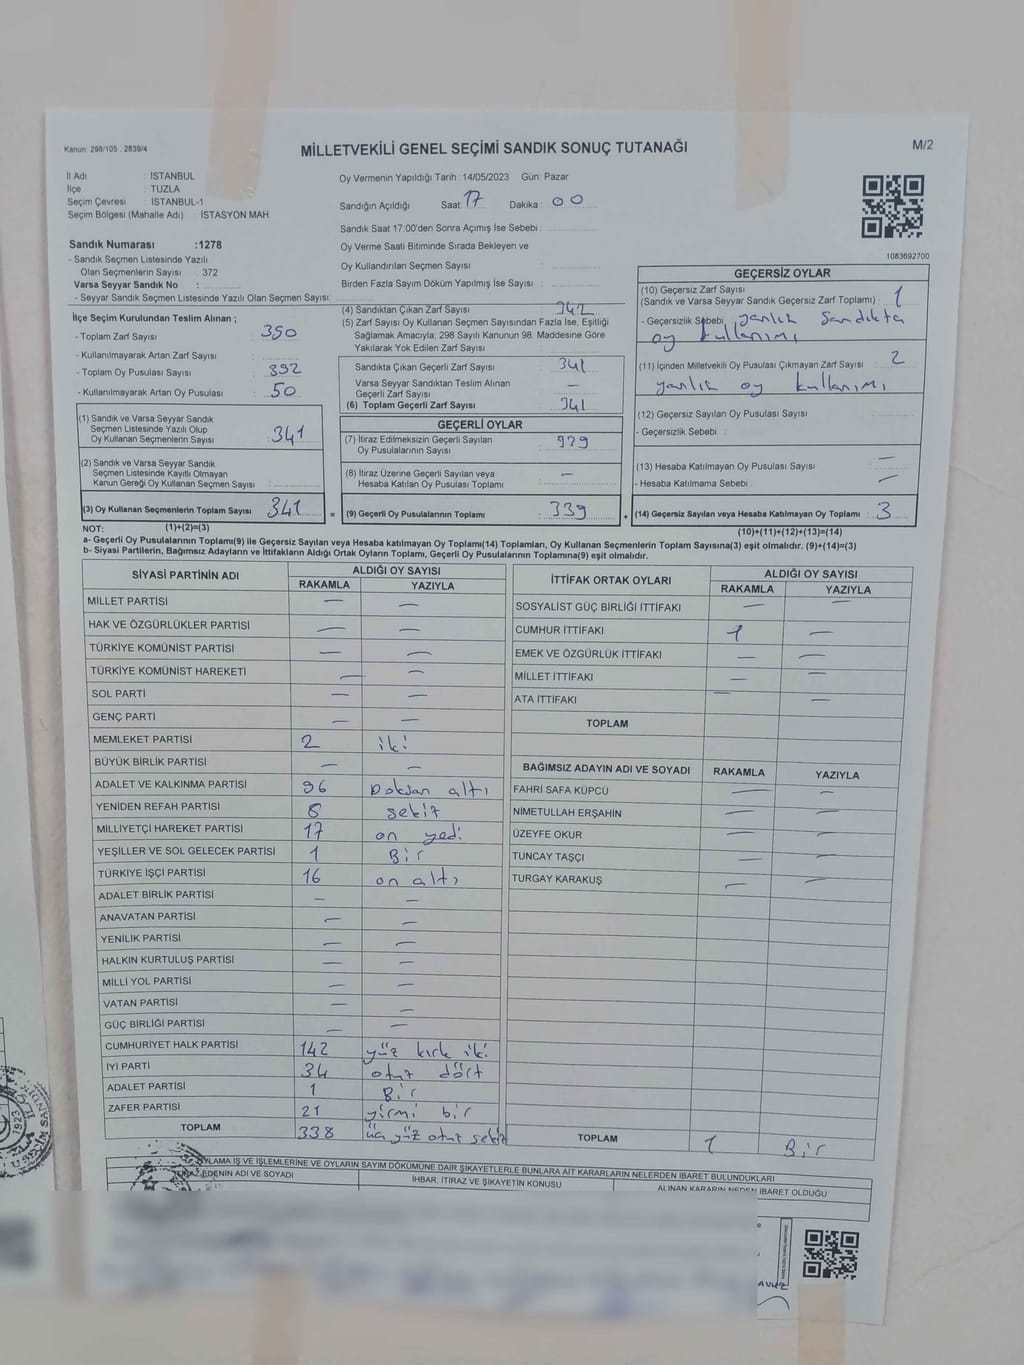 Kanun: 298/105 . 2839/4
MİLLETVEKİLİ GENEL SEÇİMİ SANDIK SONUÇ TUTANAĞI
M/2
İl Adı : İSTANBUL
İlçe : TUZLA
Seçim Çevresi : İSTANBUL-1
Seçim Bölgesi (Mahalle Adı) : İSTASYON MAH.
Sandık Numarası :1278
- Sandık Seçmen Listesinde Yazılı
Olan Seçmenlerin Sayısı : 372
Varsa Seyyar Sandık No :
- Seyyar Sandık Seçmen Listesinde Yazılı Olan Seçmen Sayısı:
Oy Vermenin Yapıldığı Tarih :14/05/2023 Gün: Pazar
Sandığın Açıldığı Saat: 17 Dakika : 00
Sandık Saat 17:00'den Sonra Açımış İse Sebebi :
Oy Verme Saati Bitiminde Sırada Bekleyen ve
Oy Kullandırılan Seçmen Sayısı :
Birden Fazla Sayım Döküm Yapılmış İse Sayısı :
1083692700
İlçe Seçim Kurulundan Teslim Alınan ;
- Toplam Zarf Sayısı : 350
- Kullanılmayarak Artan Zarf Sayısı :
- Toplam Oy Pusulası Sayısı : 392
- Kullanılmayarak Artan Oy Pusulası : 50
(4) Sandıktan Çıkan Zarf Sayısı : 342
(5) Zarf Sayısı Oy Kullanan Seçmen Sayısından Fazla İse, Eşitliği
Sağlamak Amacıyla, 298 Sayılı Kanunun 98. Maddesine Göre
Yakılarak Yok Edilen Zarf Sayısı :
Sandıkta Çıkan Geçerli Zarf Sayısı : 341
Varsa Seyyar Sandıktan Teslim Alınan
Geçerli Zarf Sayısı : —
(6) Toplam Geçerli Zarf Sayısı : 341
GEÇERSİZ OYLAR
(10) Geçersiz Zarf Sayısı
(Sandık ve Varsa Seyyar Sandık Geçersiz Zarf Toplamı) : 1
- Geçersizlik Sebebi : yanlık sandıkta
oy kullanımı
(11) İçinden Milletvekili Oy Pusulası Çıkmayan Zarf Sayısı : 2
yanlık oy kullanımı
(12) Geçersiz Sayılan Oy Pusulası Sayısı :
- Geçersizlik Sebebi :
(13) Hesaba Katılmayan Oy Pusulası Sayısı : —
- Hesaba Katılmama Sebebi : —
(1) Sandık ve Varsa Seyyar Sandık
Seçmen Listesinde Yazılı Olup
Oy Kullanan Seçmenlerin Sayısı : 341
(2) Sandık ve Varsa Seyyar Sandık
Seçmen Listesinde Kayıtlı Olmayan
Kanun Gereği Oy Kullanan Seçmen Sayısı :
GEÇERLİ OYLAR
(7) İtiraz Edilmeksizin Geçerli Sayılan
Oy Pusulalarının Sayısı :
(8) İtiraz Üzerine Geçerli Sayılan veya
Hesaba Katılan Oy Pusulası Toplamı : —
(3) Oy Kullanan Seçmenlerin Toplam Sayısı : 341 = (9) Geçerli Oy Pusulalarının Toplamı : 339 + (14) Geçersiz Sayılan veya Hesaba Katılmayan Oy Toplamı : 3
NOT: (1)+(2)=(3) (10)+(11)+(12)+(13)=(14)
a- Geçerli Oy Pusulalarının Toplamı(9) ile Geçersiz Sayılan veya Hesaba katılmayan Oy Toplamı(14) Toplamları, Oy Kullanan Seçmenlerin Toplam Sayısına(3) eşit olmalıdır. (9)+(14)=(3)
b- Siyasi Partilerin, Bağımsız Adayların ve İttifakların Aldığı Ortak Oyların Toplamı, Geçerli Oy Pusulalarının Toplamına(9) eşit olmalıdır.
SİYASİ PARTİNİN ADI ALDIĞI OY SAYISI
RAKAMLA YAZIYLA
MİLLET PARTİSİ — —
HAK VE ÖZGÜRLÜKLER PARTİSİ — —
TÜRKİYE KOMÜNİST PARTİSİ — —
TÜRKİYE KOMÜNİST HAREKETİ — —
SOL PARTİ — —
GENÇ PARTİ — —
MEMLEKET PARTİSİ 2 iki
BÜYÜK BİRLİK PARTİSİ — —
ADALET VE KALKINMA PARTİSİ 96 Doksan altı
YENİDEN REFAH PARTİSİ 8 sekiz
MİLLİYETÇİ HAREKET PARTİSİ 17 on yedi
YEŞİLLER VE SOL GELECEK PARTİSİ 1 Bir
TÜRKİYE İŞÇİ PARTİSİ 16 on altı
ADALET BİRLİK PARTİSİ — —
ANAVATAN PARTİSİ — —
YENİLİK PARTİSİ — —
HALKIN KURTULUŞ PARTİSİ — —
MİLLİ YOL PARTİSİ — —
VATAN PARTİSİ — —
GÜÇ BİRLİĞİ PARTİSİ — —
CUMHURİYET HALK PARTİSİ 142 yüz kırk iki
İYİ PARTİ 34 otuz dört
ADALET PARTİSİ 1 Bir
ZAFER PARTİSİ 21 yirmi bir
TOPLAM 338 üç yüz otuz sekiz
İTTİFAK ORTAK OYLARI ALDIĞI OY SAYISI
RAKAMLA YAZIYLA
SOSYALİST GÜÇ BİRLİĞİ İTTİFAKI — —
CUMHUR İTTİFAKI 1 —
EMEK VE ÖZGÜRLÜK İTTİFAKI — —
MİLLET İTTİFAKI — —
ATA İTTİFAKI — —
TOPLAM
BAĞIMSIZ ADAYIN ADI VE SOYADI RAKAMLA YAZIYLA
FAHRİ SAFA KÜPCÜ — —
NİMETULLAH ERŞAHİN — —
ÜZEYFE OKUR — —
TUNCAY TAŞÇI — —
TURGAY KARAKUŞ — —
TOPLAM 1 Bir
OYLAMA İŞ VE İŞLEMLERİNE VE OYLARIN SAYIM DÖKÜMÜNE DAİR ŞİKAYETLERLE BUNLARA AİT KARARLARIN NELERDEN İBARET BULUNDUKLARI
EDENİN ADI VE SOYADI İHBAR, İTİRAZ VE ŞİKAYETİN KONUSU ALINAN KARARIN NEDEN İBARET OLDUĞU